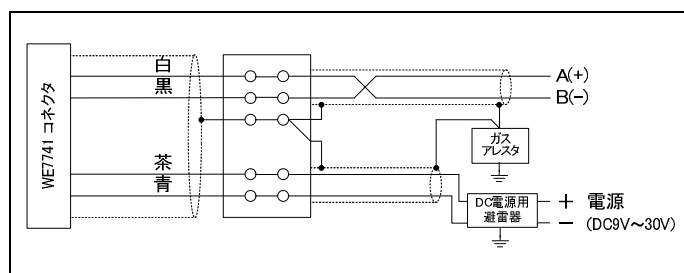 WE7741 コネクタ
白
黒
茶
青
A(+)
B(-)
ガス
アレスタ
DC電源用
避雷器
+ 電源
- (DC9V～30V)